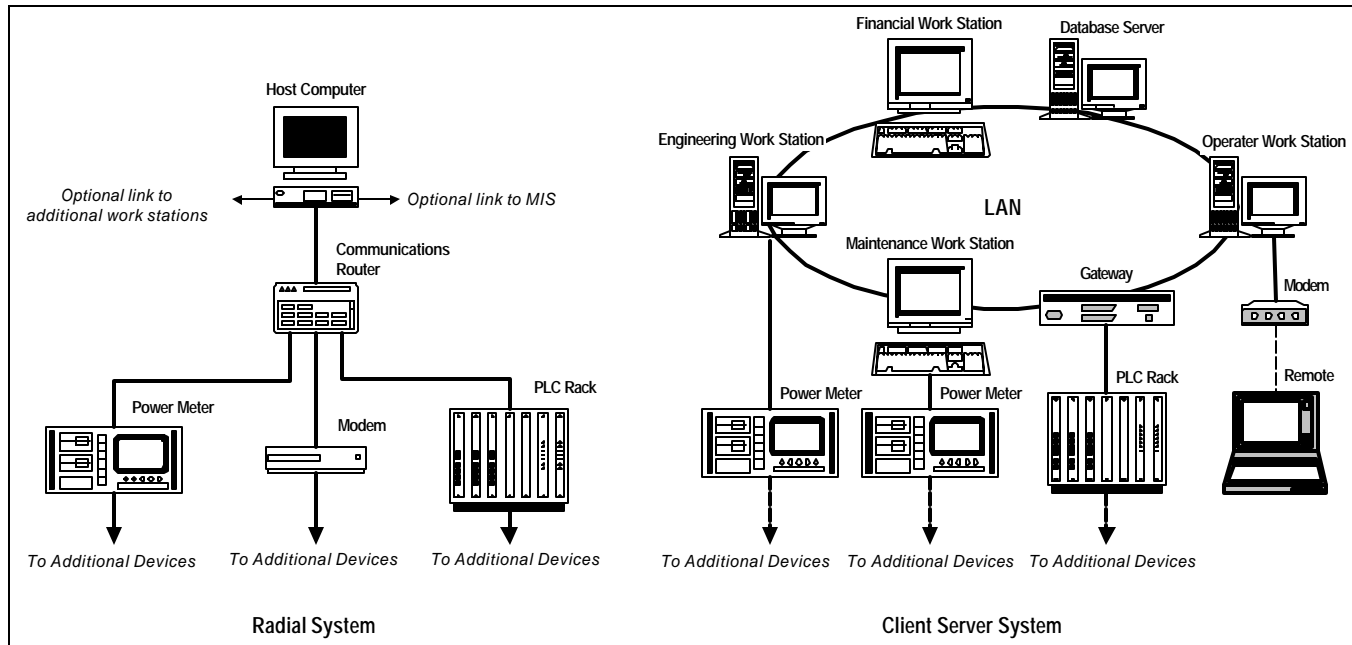 Host Computer
Optional link to
additional work stations
Optional link to MIS
Communications
Router
Power Meter
Modem
PLC Rack
To Additional Devices
To Additional Devices
To Additional Devices
Radial System
Financial Work Station
Database Server
Engineering Work Station
Operater Work Station
LAN
Maintenance Work Station
Gateway
Modem
Power Meter
Power Meter
PLC Rack
Remote
To Additional Devices
To Additional Devices
To Additional Devices
Client Server System